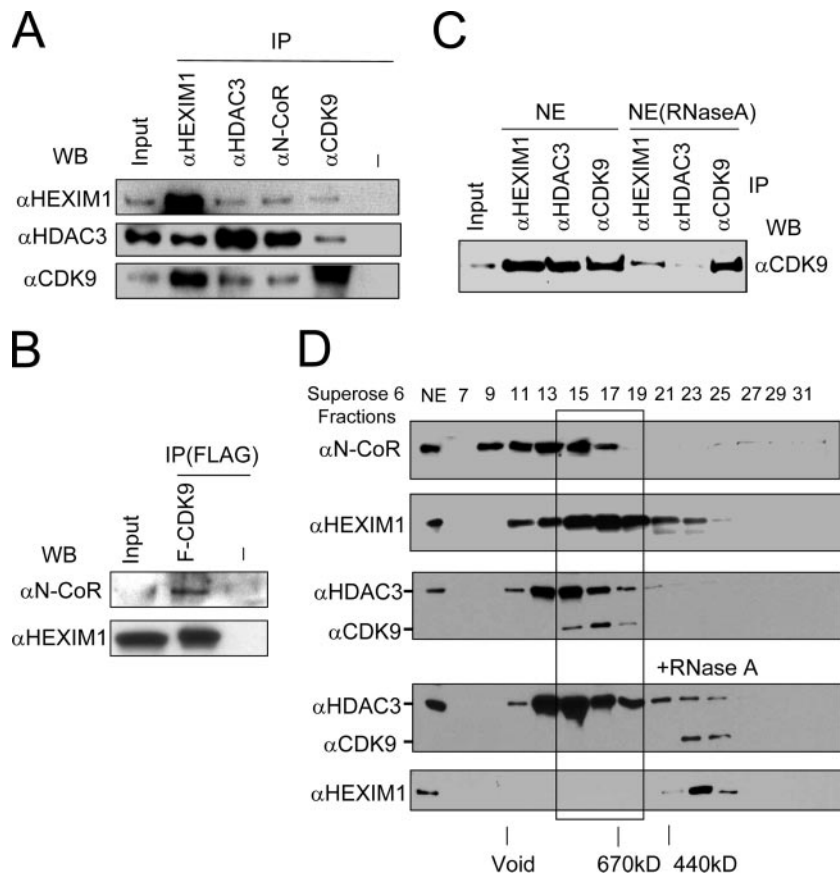 A
IP
WB
Input
αHEXIM1
αHDAC3
αN-CoR
αCDK9
–
αHEXIM1
αHDAC3
αCDK9
B
IP(FLAG)
WB
Input
F-CDK9
–
αN-CoR
αHEXIM1
C
NE
NE(RNaseA)
Input
αHEXIM1
αHDAC3
αCDK9
αHEXIM1
αHDAC3
αCDK9
IP
WB
αCDK9
D
Superose 6 NE 7 9 11 13 15 17 19 21 23 25 27 29 31
Fractions
αN-CoR
αHEXIM1
αHDAC3
αCDK9
+RNase A
αHDAC3
αCDK9
αHEXIM1
Void 670kD 440kD